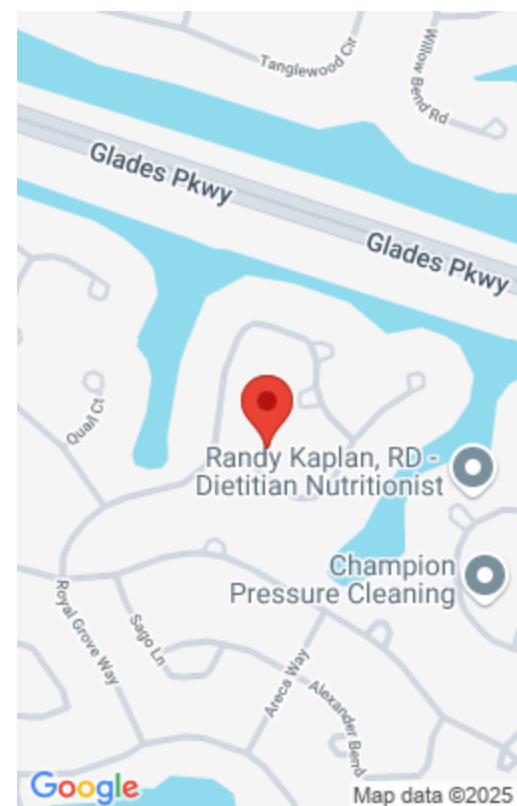 Tanglewood Cir
Willow
Bend Rd
Glades Pkwy
Glades Pkwy
Quail Ct
Randy Kaplan, RD -
Dietitian Nutritionist
Champion
Pressure Cleaning
Royal Grove Way
Sago Ln
Areca Way
Alexander Bend
Google
Map data ©2025